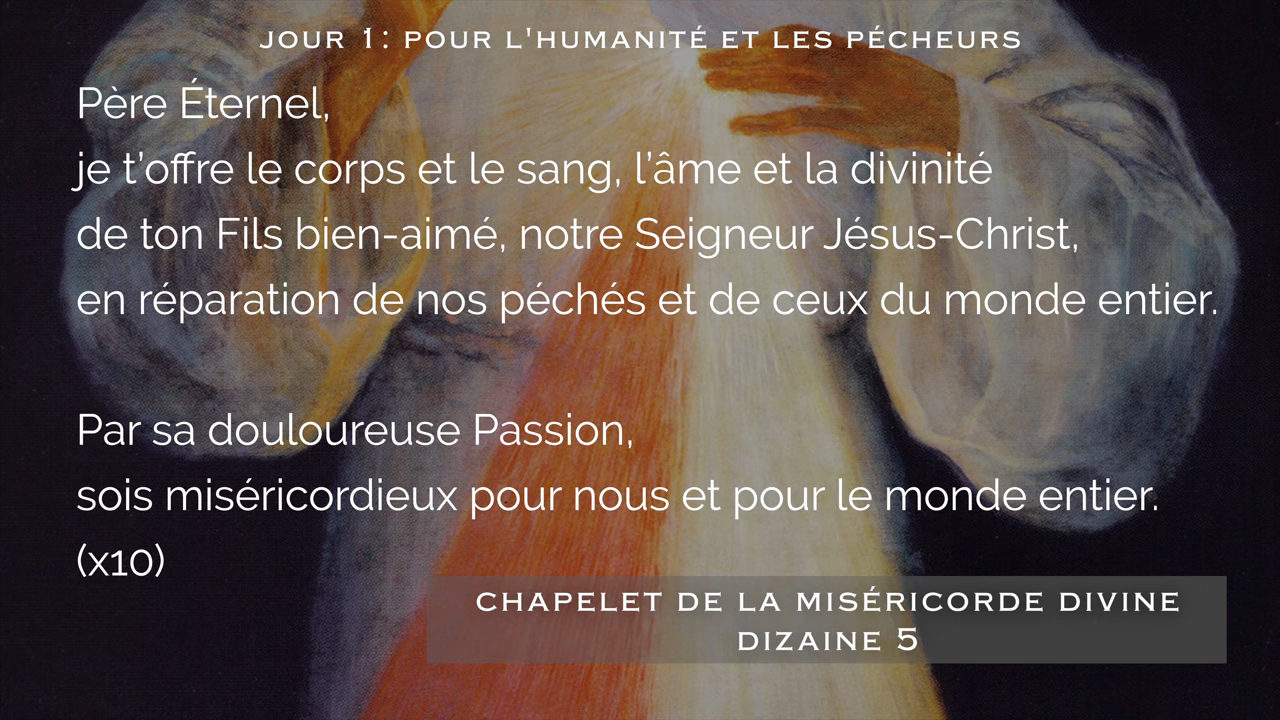 JOUR 1: POUR L'HUMANITÉ ET LES PÉCHEURS
Père Éternel,
je t’offre le corps et le sang, l’âme et la divinité
de ton Fils bien-aimé, notre Seigneur Jésus-Christ,
en réparation de nos péchés et de ceux du monde entier.
Par sa douloureuse Passion,
sois miséricordieux pour nous et pour le monde entier.
(x10)
CHAPELET DE LA MISÉRICORDE DIVINE
DIZAINE 5